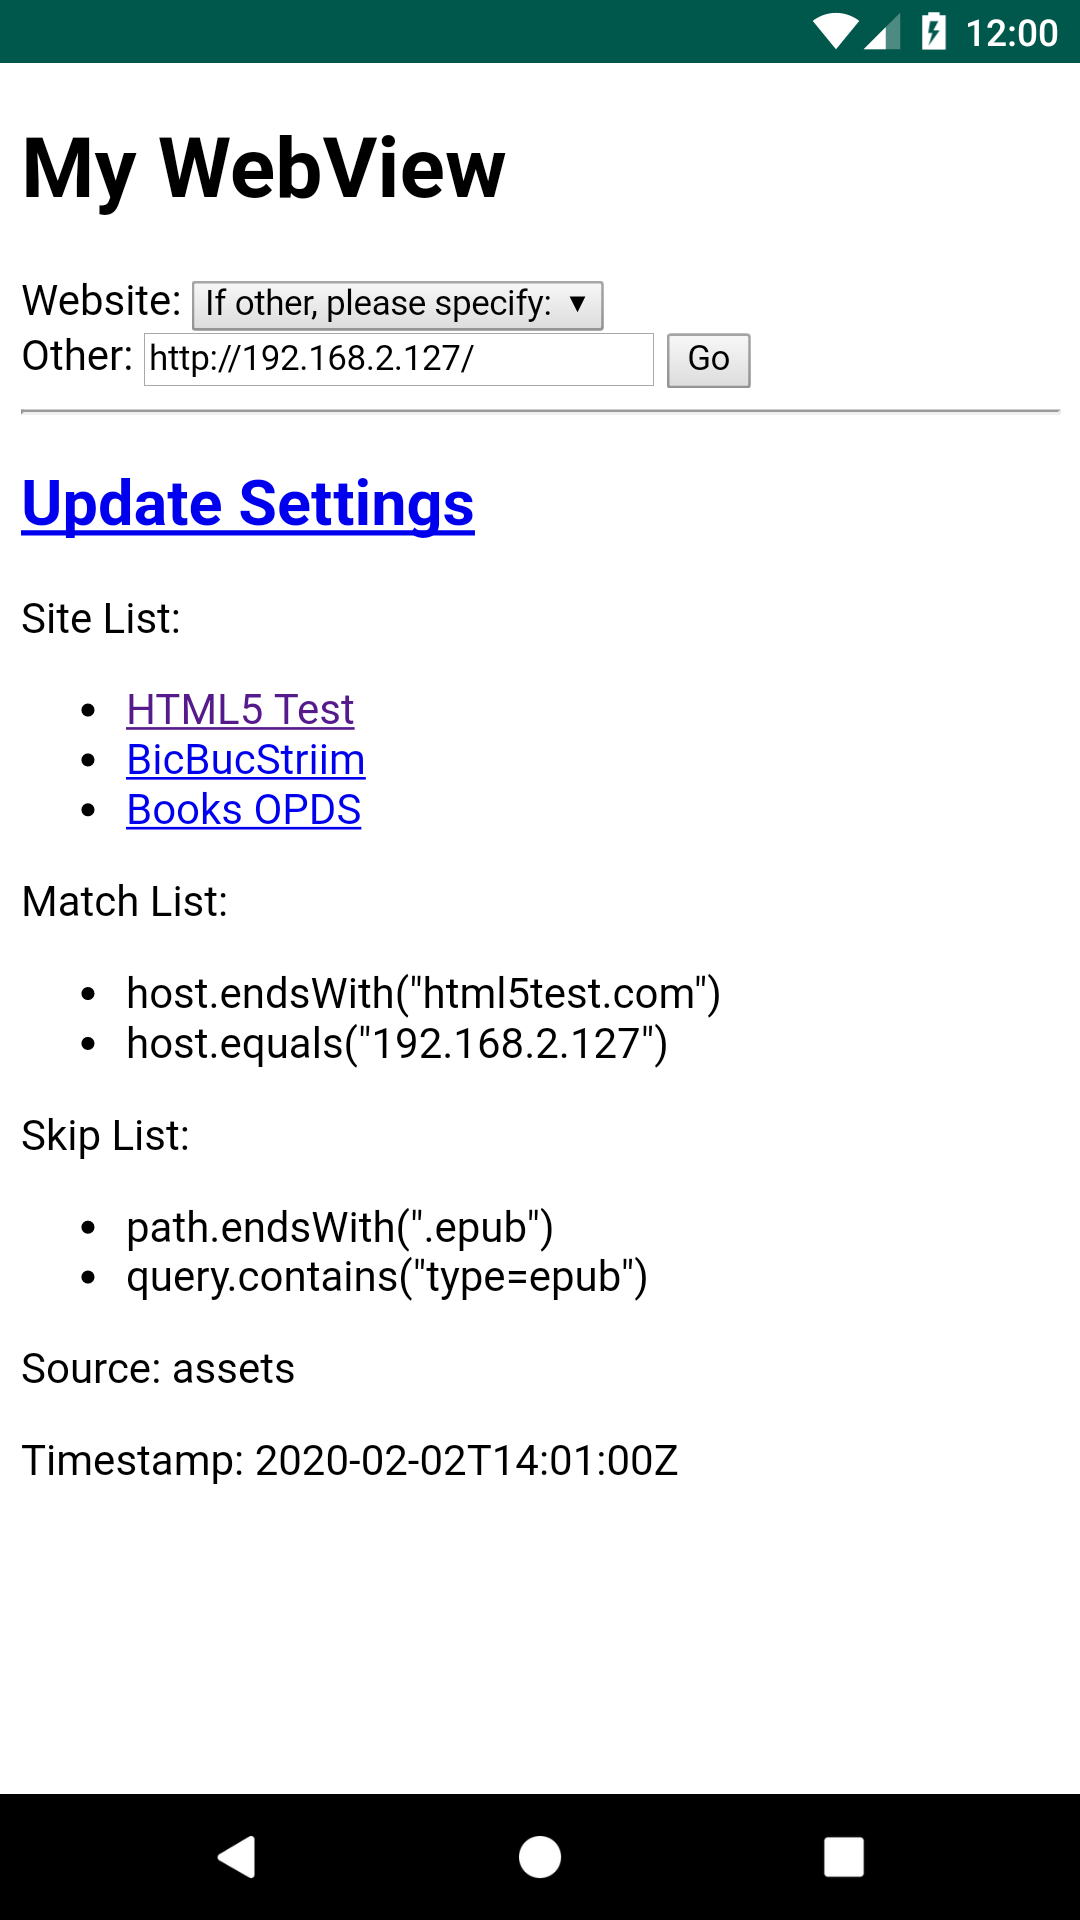 12:00
My WebView
Website: If other, please specify: ▼
Other: http://192.168.2.127/ Go
Update Settings
Site List:
• HTML5 Test
• BicBucStriim
• Books OPDS
Match List:
• host.endsWith("html5test.com")
• host.equals("192.168.2.127")
Skip List:
• path.endsWith(".epub")
• query.contains("type=epub")
Source: assets
Timestamp: 2020-02-02T14:01:00Z